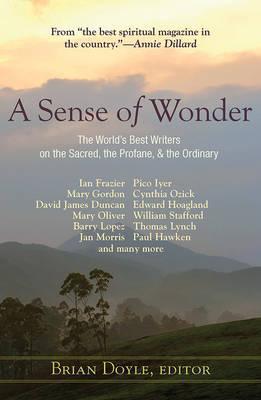 From "the best spiritual magazine in
the country."—Annie Dillard
A Sense of Wonder
The World's Best Writers
on the Sacred, the Profane, & the Ordinary
Ian Frazier Pico Iyer
Mary Gordon Cynthia Ozick
David James Duncan Edward Hoagland
Mary Oliver William Stafford
Barry Lopez Thomas Lynch
Jan Morris Paul Hawken
and many more
Brian Doyle, editor